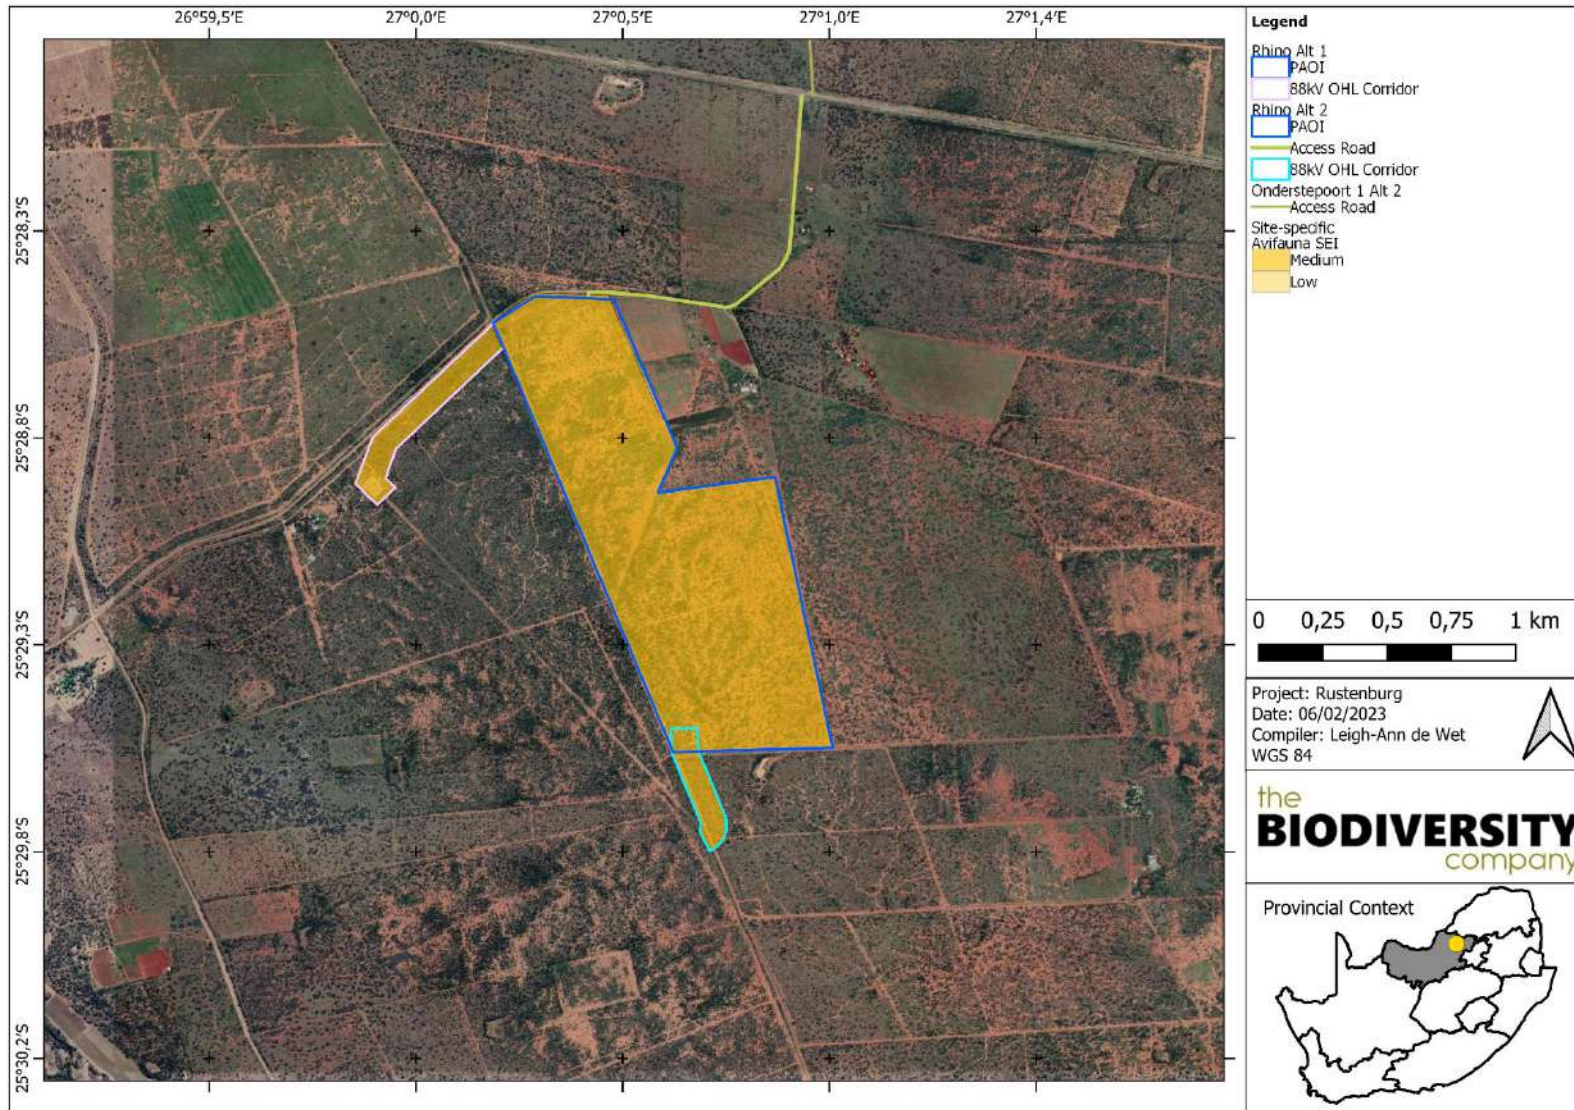 26°59,5′E 27°0,0′E 27°0,5′E 27°1,0′E 27°1,4′E
25°28,3′S
25°28,8′S
25°29,3′S
25°29,8′S
25°30,2′S
Legend
Rhino Alt 1
PAOI
88kV OHL Corridor
Rhino Alt 2
PAOI
Access Road
88kV OHL Corridor
Onderstepoort 1 Alt 2
Access Road
Site-specific
Avifauna SEI
Medium
Low
0 0,25 0,5 0,75 1 km
Project: Rustenburg
Date: 06/02/2023
Compiler: Leigh-Ann de Wet
WGS 84
the
BIODIVERSITY
company
Provincial Context